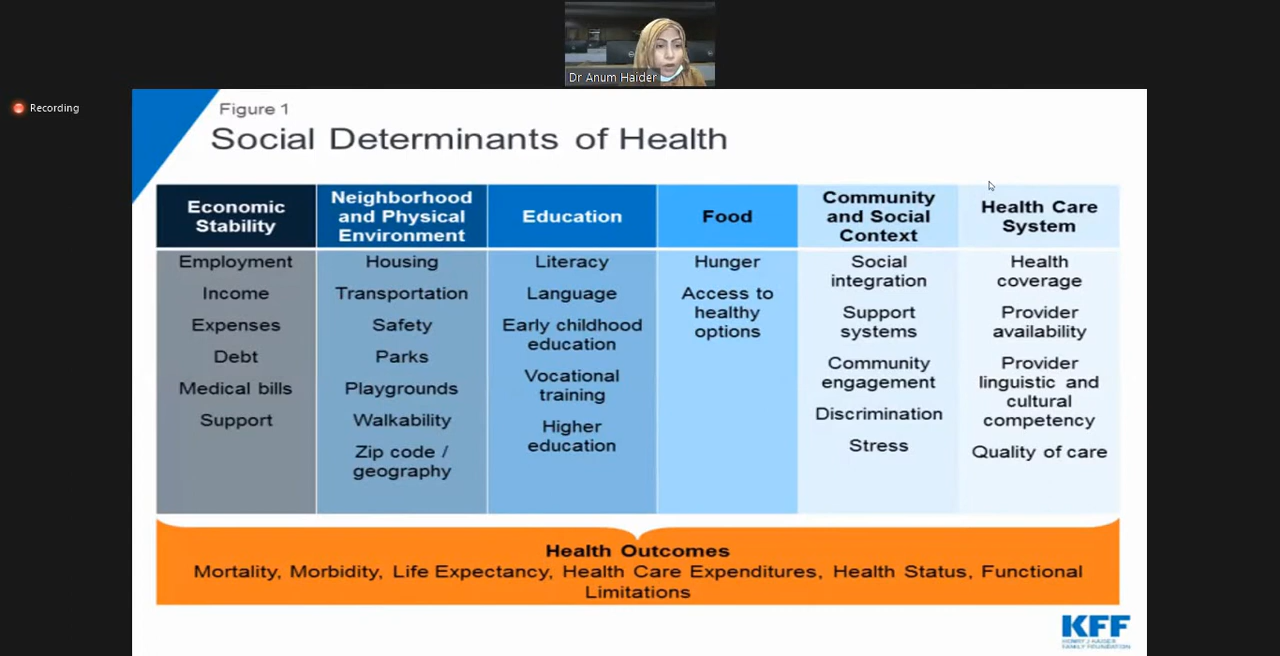 Dr Anum Haider
Recording
Figure 1
Social Determinants of Health
Economic
Stability
Employment
Income
Expenses
Debt
Medical bills
Support
Neighborhood
and Physical
Environment
Housing
Transportation
Safety
Parks
Playgrounds
Walkability
Zip code /
geography
Education
Literacy
Language
Early childhood
education
Vocational
training
Higher
education
Food
Hunger
Access to
healthy
options
Community
and Social
Context
Social
integration
Support
systems
Community
engagement
Discrimination
Stress
Health Care
System
Health
coverage
Provider
availability
Provider
linguistic and
cultural
competency
Quality of care
Health Outcomes
Mortality, Morbidity, Life Expectancy, Health Care Expenditures, Health Status, Functional
Limitations
KFF
HENRY J KAISER
FAMILY FOUNDATION